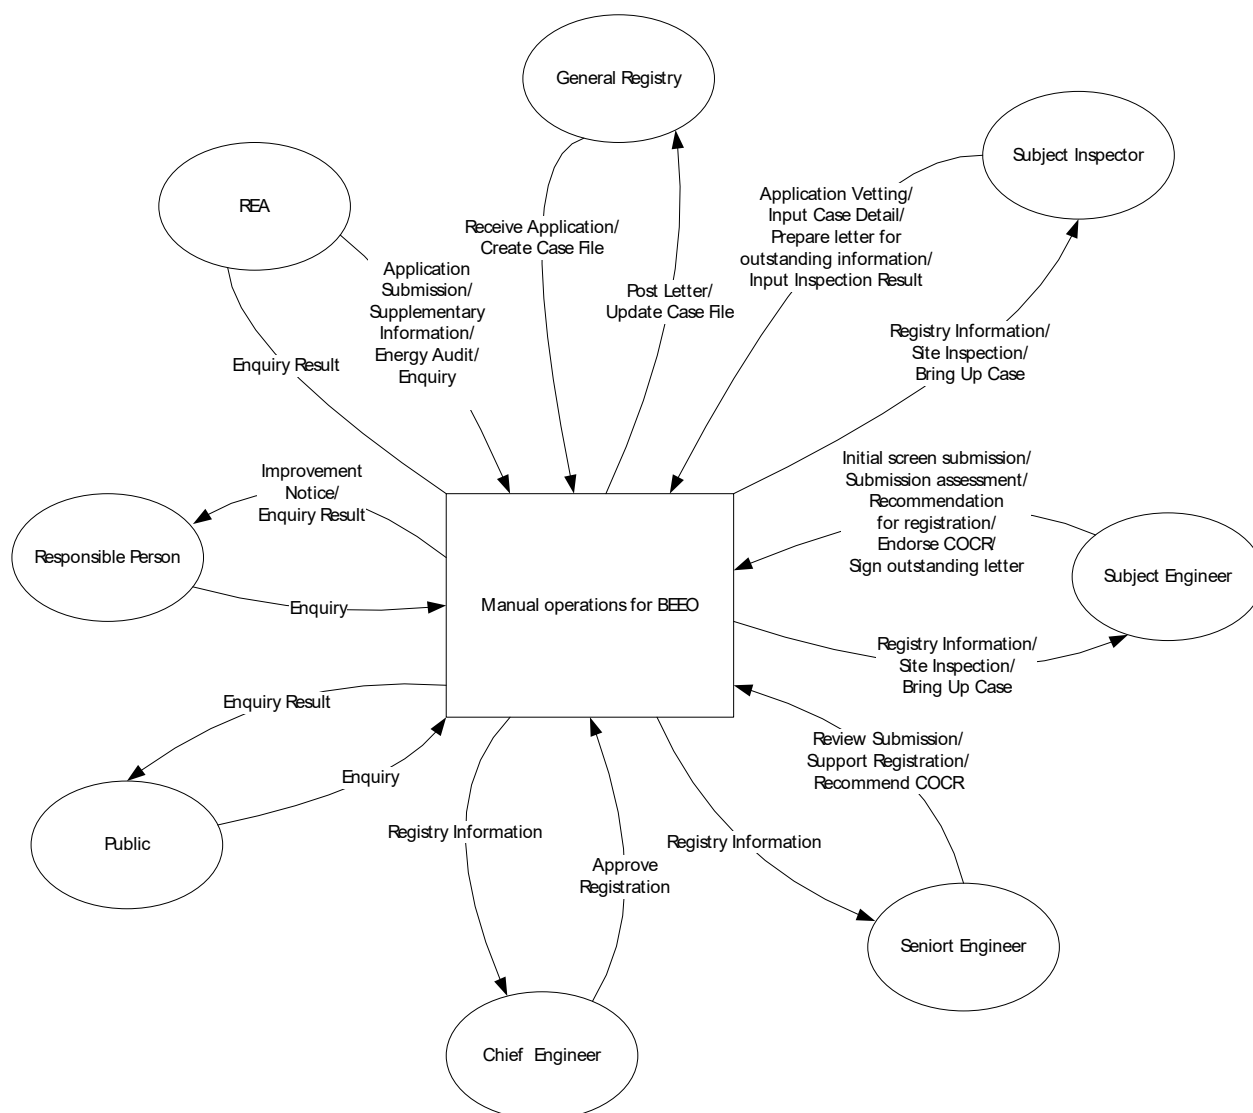 General Registry
Subject Inspector
REA
Application Vetting/
Input Case Detail/
Prepare letter for
outstanding information/
Input Inspection Result
Receive Application/
Create Case File
Application
Submission/
Supplementary
Information/
Energy Audit/
Enquiry
Post Letter/
Update Case File
Registry Information/
Site Inspection/
Bring Up Case
Enquiry Result
Improvement
Notice/
Enquiry Result
Initial screen submission/
Submission assessment/
Recommendation
for registration/
Endorse COCR/
Sign outstanding letter
Responsible Person
Subject Engineer
Enquiry
Manual operations for BEEO
Registry Information/
Site Inspection/
Bring Up Case
Enquiry Result
Review Submission/
Support Registration/
Recommend COCR
Enquiry
Public
Registry Information
Registry Information
Approve
Registration
Seniort Engineer
Chief Engineer